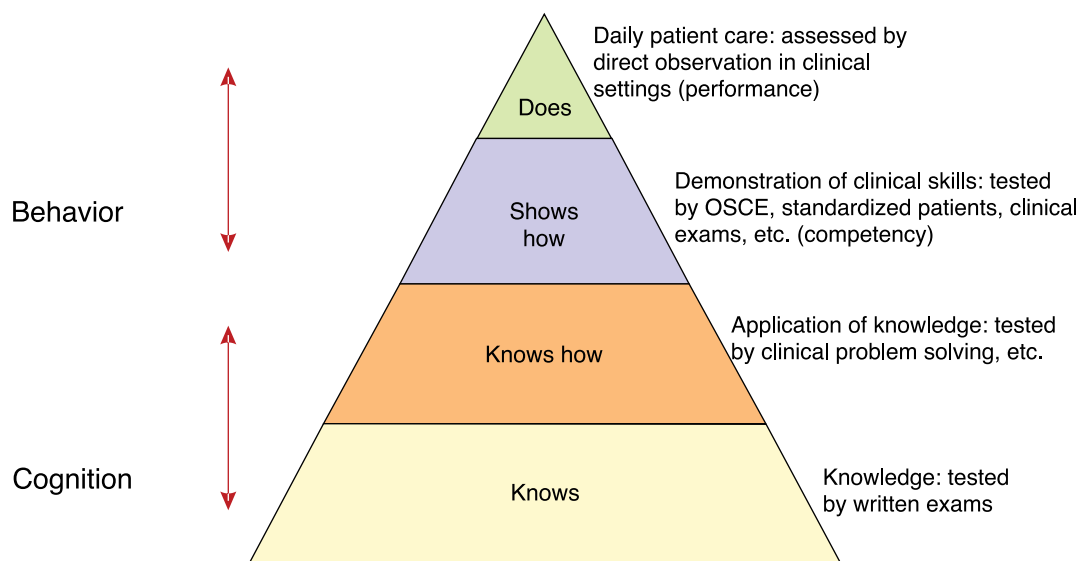 Daily patient care: assessed by
direct observation in clinical
settings (performance)
Does
Behavior
Demonstration of clinical skills: tested
by OSCE, standardized patients, clinical
exams, etc. (competency)
Shows
how
Application of knowledge: tested
by clinical problem solving, etc.
Knows how
Cognition
Knows
Knowledge: tested
by written exams